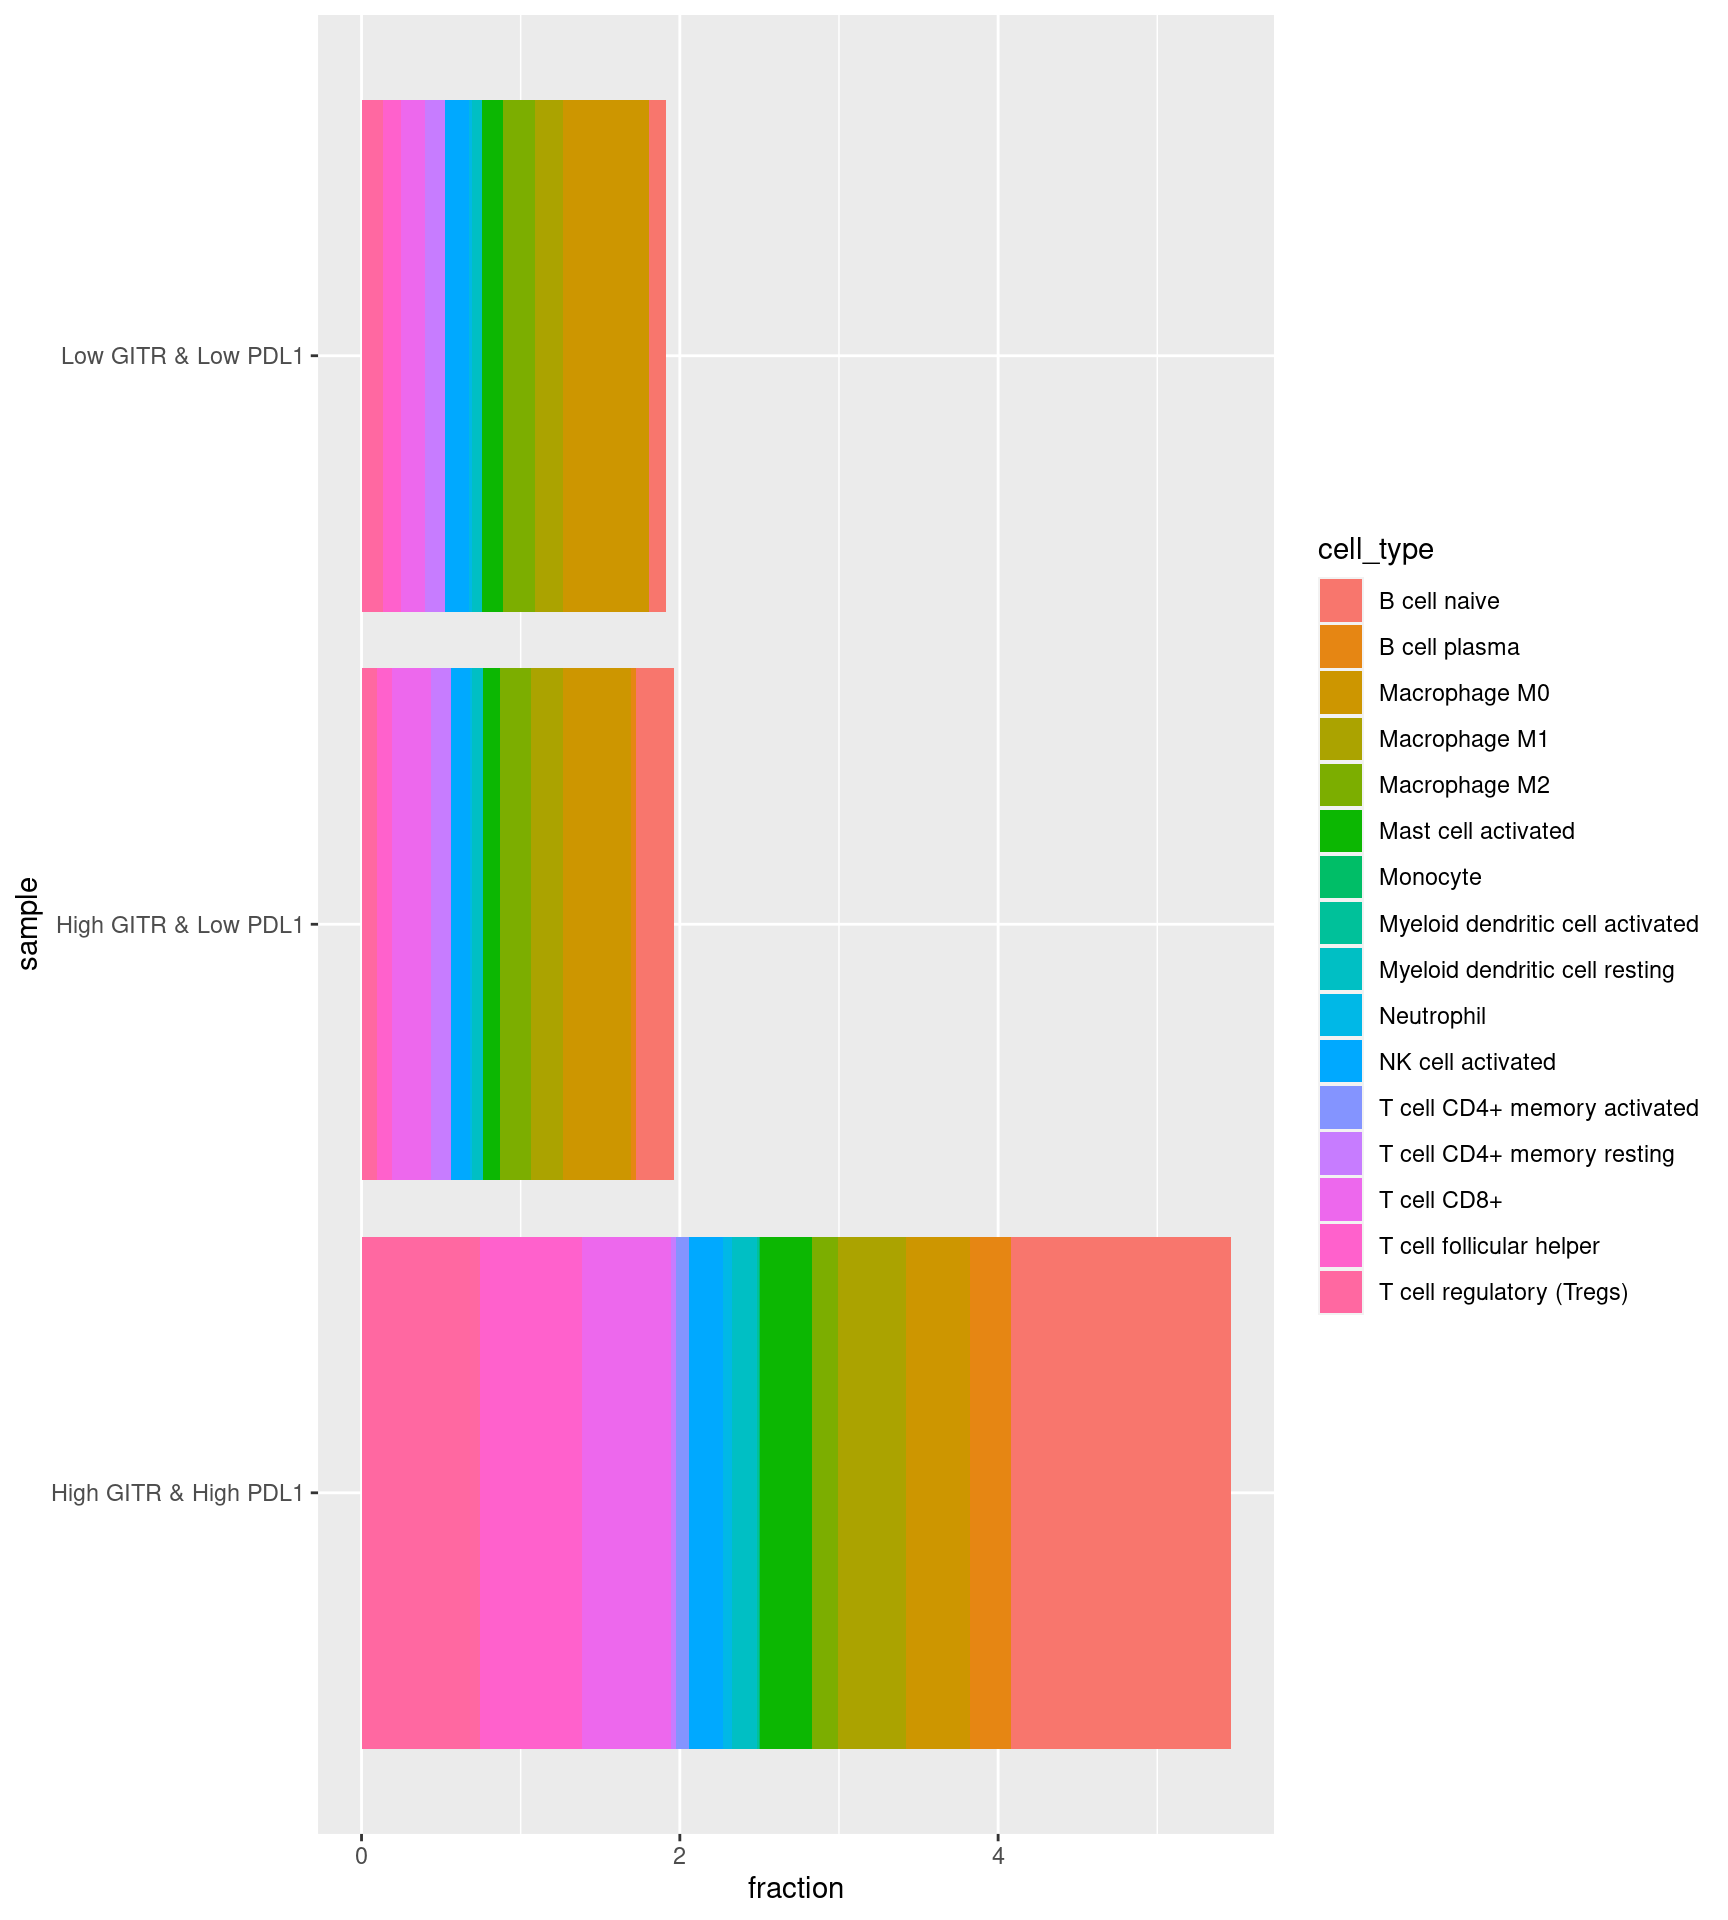 Low GITR & Low PDL1
High GITR & Low PDL1
High GITR & High PDL1
sample
0
2
4
fraction
cell_type
B cell naive
B cell plasma
Macrophage M0
Macrophage M1
Macrophage M2
Mast cell activated
Monocyte
Myeloid dendritic cell activated
Myeloid dendritic cell resting
Neutrophil
NK cell activated
T cell CD4+ memory activated
T cell CD4+ memory resting
T cell CD8+
T cell follicular helper
T cell regulatory (Tregs)